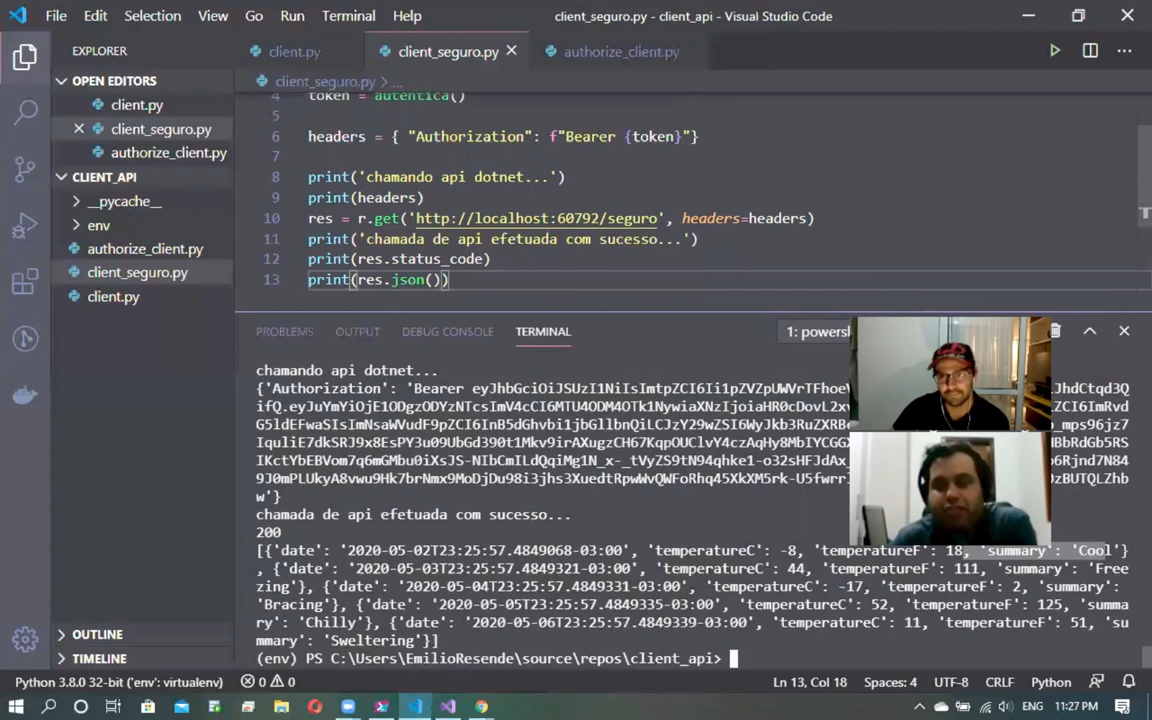 File Edit Selection View Go Run Terminal Help client_seguro.py - client_api - Visual Studio Code
EXPLORER
client.py client_seguro.py authorize_client.py
OPEN EDITORS
client.py
client_seguro.py
authorize_client.py
CLIENT_API
__pycache__
env
authorize_client.py
client_seguro.py
client.py
OUTLINE
TIMELINE
client_seguro.py > ...
4 token = autentica()
5
6 headers = { "Authorization": f"Bearer {token}"}
7
8 print('chamando api dotnet...')
9 print(headers)
10 res = r.get('http://localhost:60792/seguro', headers=headers)
11 print('chamada de api efetuada com sucesso...')
12 print(res.status_code)
13 print(res.json())
PROBLEMS OUTPUT DEBUG CONSOLE TERMINAL 1: powersl
chamando api dotnet...
{'Authorization': 'Bearer
w'}
chamada de api efetuada com sucesso...
200
[{'date': '2020-05-02T23:25:57.4849068-03:00', 'temperatureC': -8, 'temperatureF': 18, 'summary': 'Cool'}
, {'date': '2020-05-03T23:25:57.4849321-03:00', 'temperatureC': 44, 'temperatureF': 111, 'summary': 'Free
zing'}, {'date': '2020-05-04T23:25:57.4849331-03:00', 'temperatureC': -17, 'temperatureF': 2, 'summary':
'Bracing'}, {'date': '2020-05-05T23:25:57.4849335-03:00', 'temperatureC': 52, 'temperatureF': 125, 'summa
ry': 'Chilly'}, {'date': '2020-05-06T23:25:57.4849339-03:00', 'temperatureC': 11, 'temperatureF': 51, 'su
mmary': 'Sweltering'}]
(env) PS C:\Users\EmilioResende\source\repos\client_api>
Python 3.8.0 32-bit ('env': virtualenv) 0 0 Ln 13, Col 18 Spaces: 4 UTF-8 CRLF Python
ENG 11:27 PM